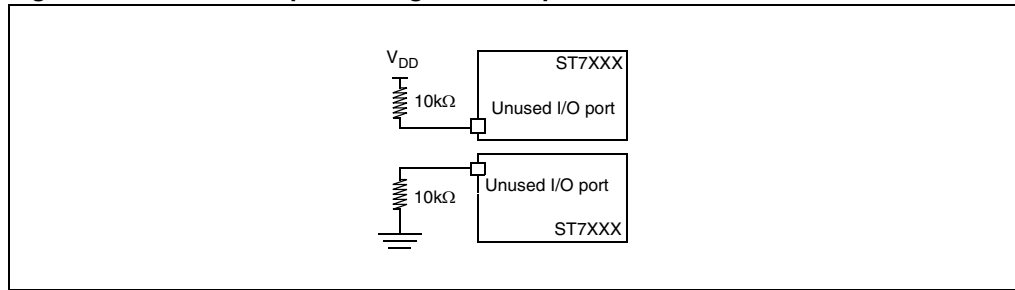 V_DD
10kΩ
ST7XXX
Unused I/O port
10kΩ
Unused I/O port
ST7XXX